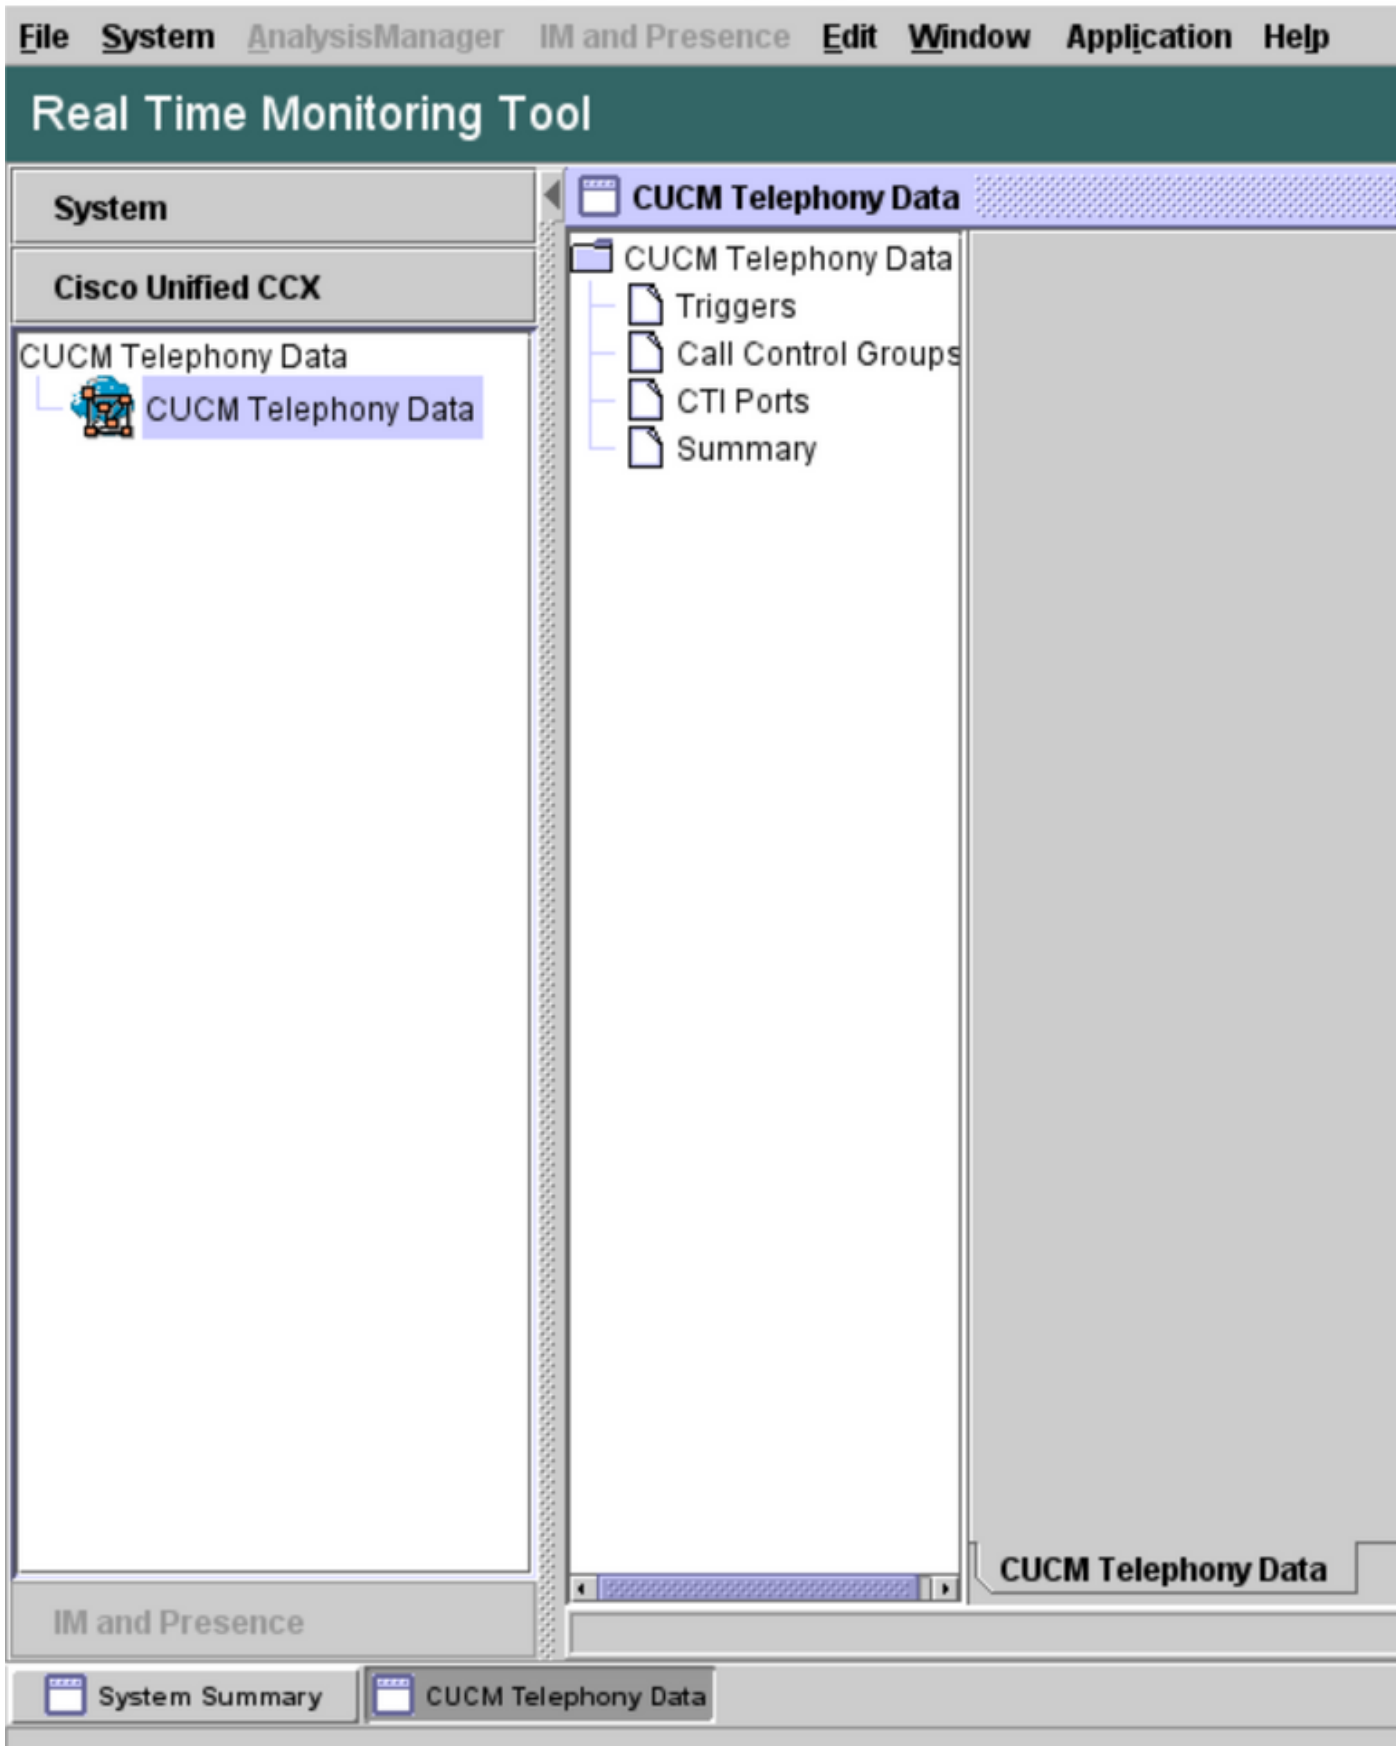 File System AnalysisManager IM and Presence Edit Window Application Help
Real Time Monitoring Tool
System
Cisco Unified CCX
CUCM Telephony Data
CUCM Telephony Data
IM and Presence
CUCM Telephony Data
CUCM Telephony Data
Triggers
Call Control Groups
CTI Ports
Summary
CUCM Telephony Data
System Summary
CUCM Telephony Data